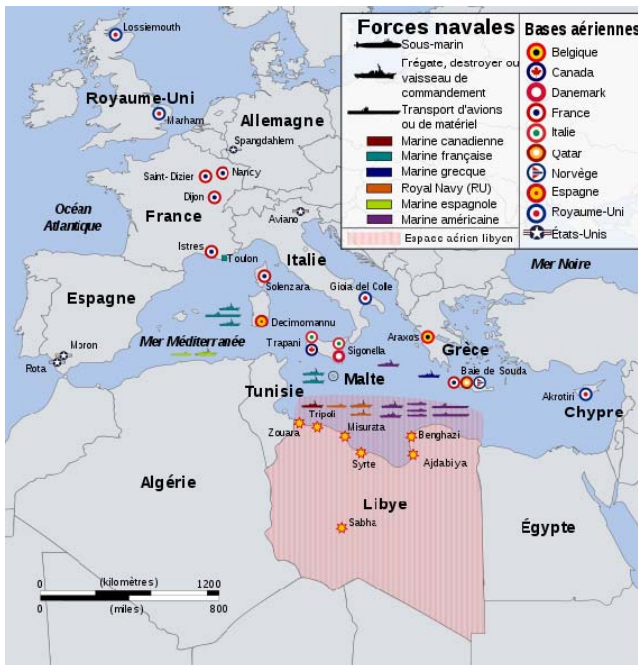 Forces navales
Sous-marin
Frégate, destroyer ou
vaisseau de
commandement
Transport d'avions
ou de matériel
Marine canadienne
Marine française
Marine grecque
Royal Navy (RU)
Marine espagnole
Marine américaine
Espace aérien libyen
Bases aériennes
Belgique
Canada
Danemark
France
Italie
Qatar
Norvège
Espagne
Royaume-Uni
États-Unis
Lossiemouth
Royaume-Uni
Marham
Allemagne
Spangdahlem
Saint-Dizier
Nancy
Dijon
France
Océan
Atlantique
Aviano
Istres
Toulon
Italie
Mer Noire
Solenzara
Gioia del Colle
Espagne
Decimomannu
Mer Méditerranée
Moron
Rota
Trapani
Sigonella
Araxos
Grèce
Baie de Souda
Malte
Tunisie
Akrotiri
Chypre
Tripoli
Zouara
Misurata
Benghazi
Syrte
Ajdabiya
Algérie
Libye
Égypte
Sabha
0 (kilomètres) 1200
0 (miles) 800